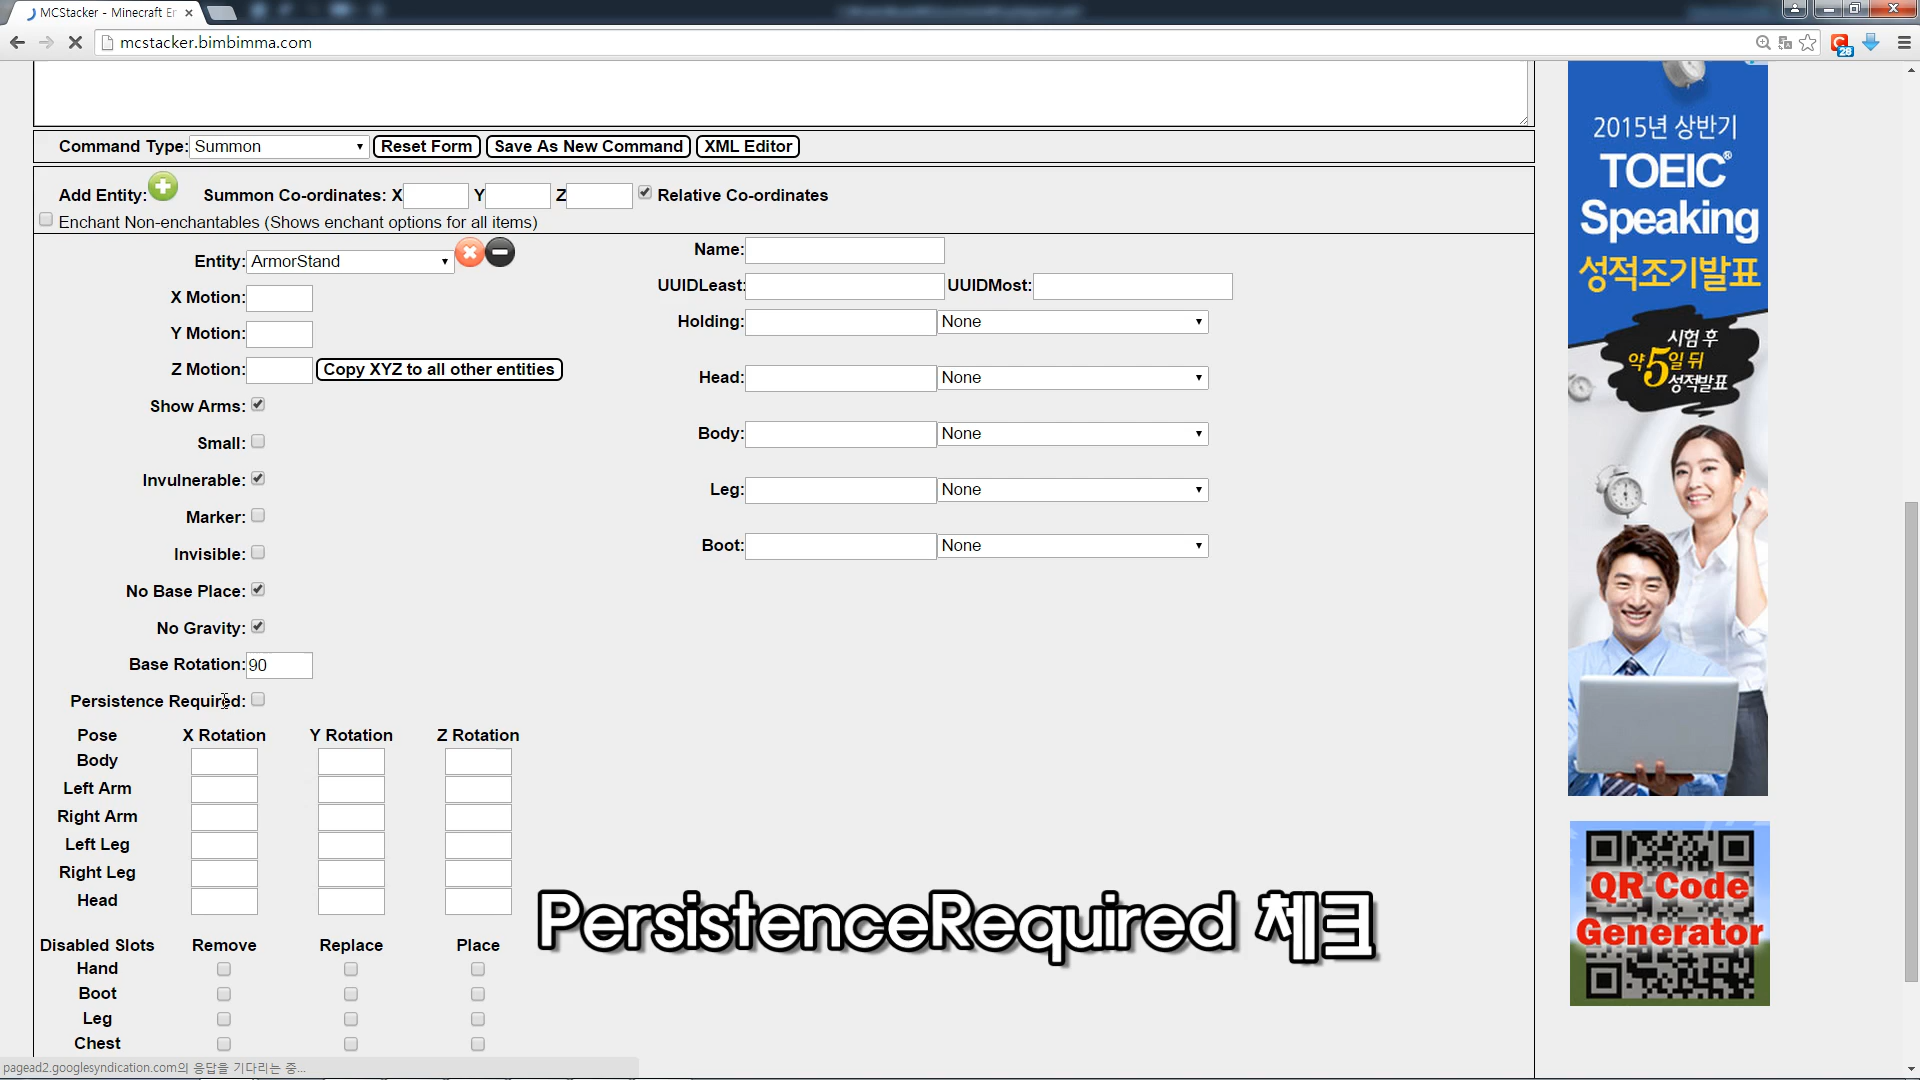 MCStacker - Minecraft Er
mcstacker.bimbimma.com
28
Command Type: Summon Reset Form Save As New Command XML Editor
Add Entity: Summon Co-ordinates: X Y Z Relative Co-ordinates
Enchant Non-enchantables (Shows enchant options for all items)
Entity: ArmorStand
X Motion:
Y Motion:
Z Motion: Copy XYZ to all other entities
Show Arms:
Small:
Invulnerable:
Marker:
Invisible:
No Base Place:
No Gravity:
Base Rotation: 90
Persistence Required:
Name:
UUIDLeast: UUIDMost:
Holding: None
Head: None
Body: None
Leg: None
Boot: None
Pose X Rotation Y Rotation Z Rotation
Body
Left Arm
Right Arm
Left Leg
Right Leg
Head
Disabled Slots Remove Replace Place
Hand
Boot
Leg
Chest
PersistenceRequired 체크
pagead2.googlesyndication.com의 응답을 기다리는 중...
2015년 상반기
TOEIC®
Speaking
성적조기발표
시험 후
약5일 뒤
성적발표
QR Code
Generator